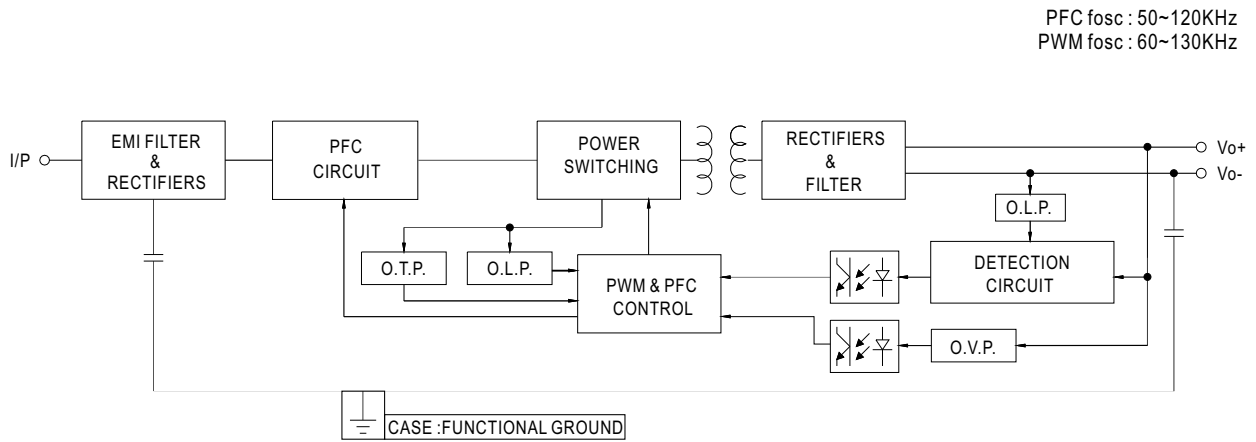 PFC fosc : 50~120KHz
PWM fosc : 60~130KHz
I/P
EMI FILTER
&
RECTIFIERS
PFC
CIRCUIT
POWER
SWITCHING
RECTIFIERS
&
FILTER
Vo+
Vo-
O.L.P.
O.T.P.
O.L.P.
PWM & PFC
CONTROL
DETECTION
CIRCUIT
O.V.P.
CASE :FUNCTIONAL GROUND